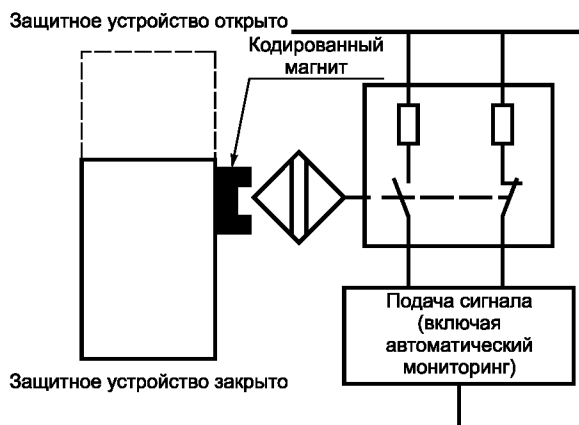 Защитное устройство открыто
Кодированный
магнит
Подача сигнала
(включая
автоматический
мониторинг)
Защитное устройство закрыто